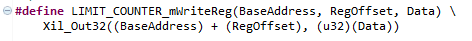 #define LIMIT_COUNTER_mWriteReg(BaseAddress, RegOffset, Data) \
Xil_Out32((BaseAddress) + (RegOffset), (u32)(Data))